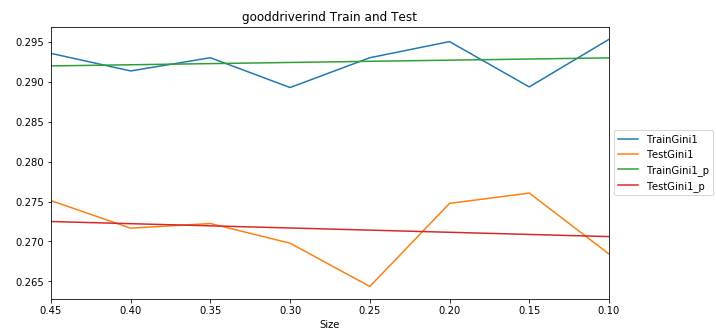 gooddriverind Train and Test
0.295
0.290
0.285
0.280
0.275
0.270
0.265
0.45 0.40 0.35 0.30 0.25 0.20 0.15 0.10
Size
TrainGini1
TestGini1
TrainGini1_p
TestGini1_p